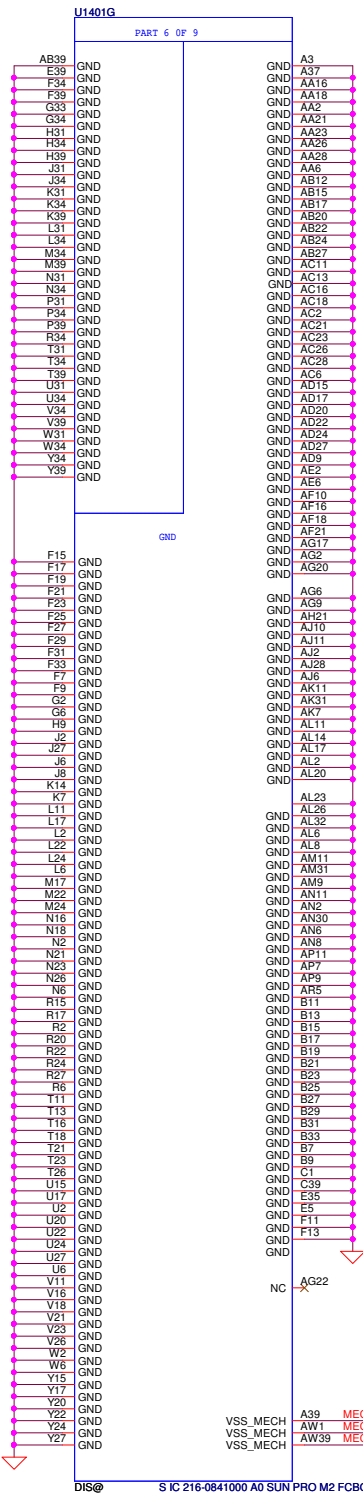 U1401G
PART 6 OF 9
AB39 GND
E39 GND
F34 GND
F39 GND
G33 GND
G34 GND
H31 GND
H34 GND
H39 GND
J31 GND
J34 GND
K31 GND
K34 GND
K39 GND
L31 GND
L34 GND
M34 GND
M39 GND
N31 GND
N34 GND
P31 GND
P34 GND
P39 GND
R34 GND
T31 GND
T34 GND
T39 GND
U31 GND
U34 GND
V34 GND
V39 GND
W31 GND
W34 GND
Y34 GND
Y39 GND
GND
F15 GND
F17 GND
F19 GND
F21 GND
F23 GND
F25 GND
F27 GND
F29 GND
F31 GND
F33 GND
F7 GND
F9 GND
G2 GND
G6 GND
H9 GND
J2 GND
J27 GND
J6 GND
J8 GND
K14 GND
K7 GND
L11 GND
L17 GND
L2 GND
L22 GND
L24 GND
L6 GND
M17 GND
M22 GND
M24 GND
N16 GND
N18 GND
N2 GND
N21 GND
N23 GND
N26 GND
N6 GND
R15 GND
R17 GND
R2 GND
R20 GND
R22 GND
R24 GND
R27 GND
R6 GND
T11 GND
T13 GND
T16 GND
T18 GND
T21 GND
T23 GND
T26 GND
U15 GND
U17 GND
U2 GND
U20 GND
U22 GND
U24 GND
U27 GND
U6 GND
V11 GND
V16 GND
V18 GND
V21 GND
V23 GND
V26 GND
W2 GND
W6 GND
Y15 GND
Y17 GND
Y20 GND
Y22 GND
Y24 GND
Y27 GND
GND A3
GND A37
GND AA16
GND AA18
GND AA2
GND AA21
GND AA23
GND AA26
GND AA28
GND AA6
GND AB12
GND AB15
GND AB17
GND AB20
GND AB22
GND AB24
GND AB27
GND AC11
GND AC13
GND AC16
GND AC18
GND AC2
GND AC21
GND AC23
GND AC26
GND AC28
GND AC6
GND AD15
GND AD17
GND AD20
GND AD22
GND AD24
GND AD27
GND AD9
GND AE2
GND AE6
GND AF10
GND AF16
GND AF18
GND AF21
GND AG17
GND AG2
GND AG20
GND AG6
GND AG9
GND AH21
GND AJ10
GND AJ11
GND AJ2
GND AJ28
GND AJ6
GND AK11
GND AK31
GND AK7
GND AL11
GND AL14
GND AL17
GND AL2
GND AL20
GND AL23
GND AL26
GND AL32
GND AL6
GND AL8
GND AM11
GND AM31
GND AM9
GND AN11
GND AN2
GND AN30
GND AN6
GND AN8
GND AP11
GND AP7
GND AP9
GND AR5
GND B11
GND B13
GND B15
GND B17
GND B19
GND B21
GND B23
GND B25
GND B27
GND B29
GND B31
GND B33
GND B7
GND B9
GND C1
GND C39
GND E35
GND E5
GND F11
GND F13
NC AG22
VSS_MECH A39
VSS_MECH AW1
VSS_MECH AW39
DIS@ S IC 216-0841000 A0 SUN PRO M2